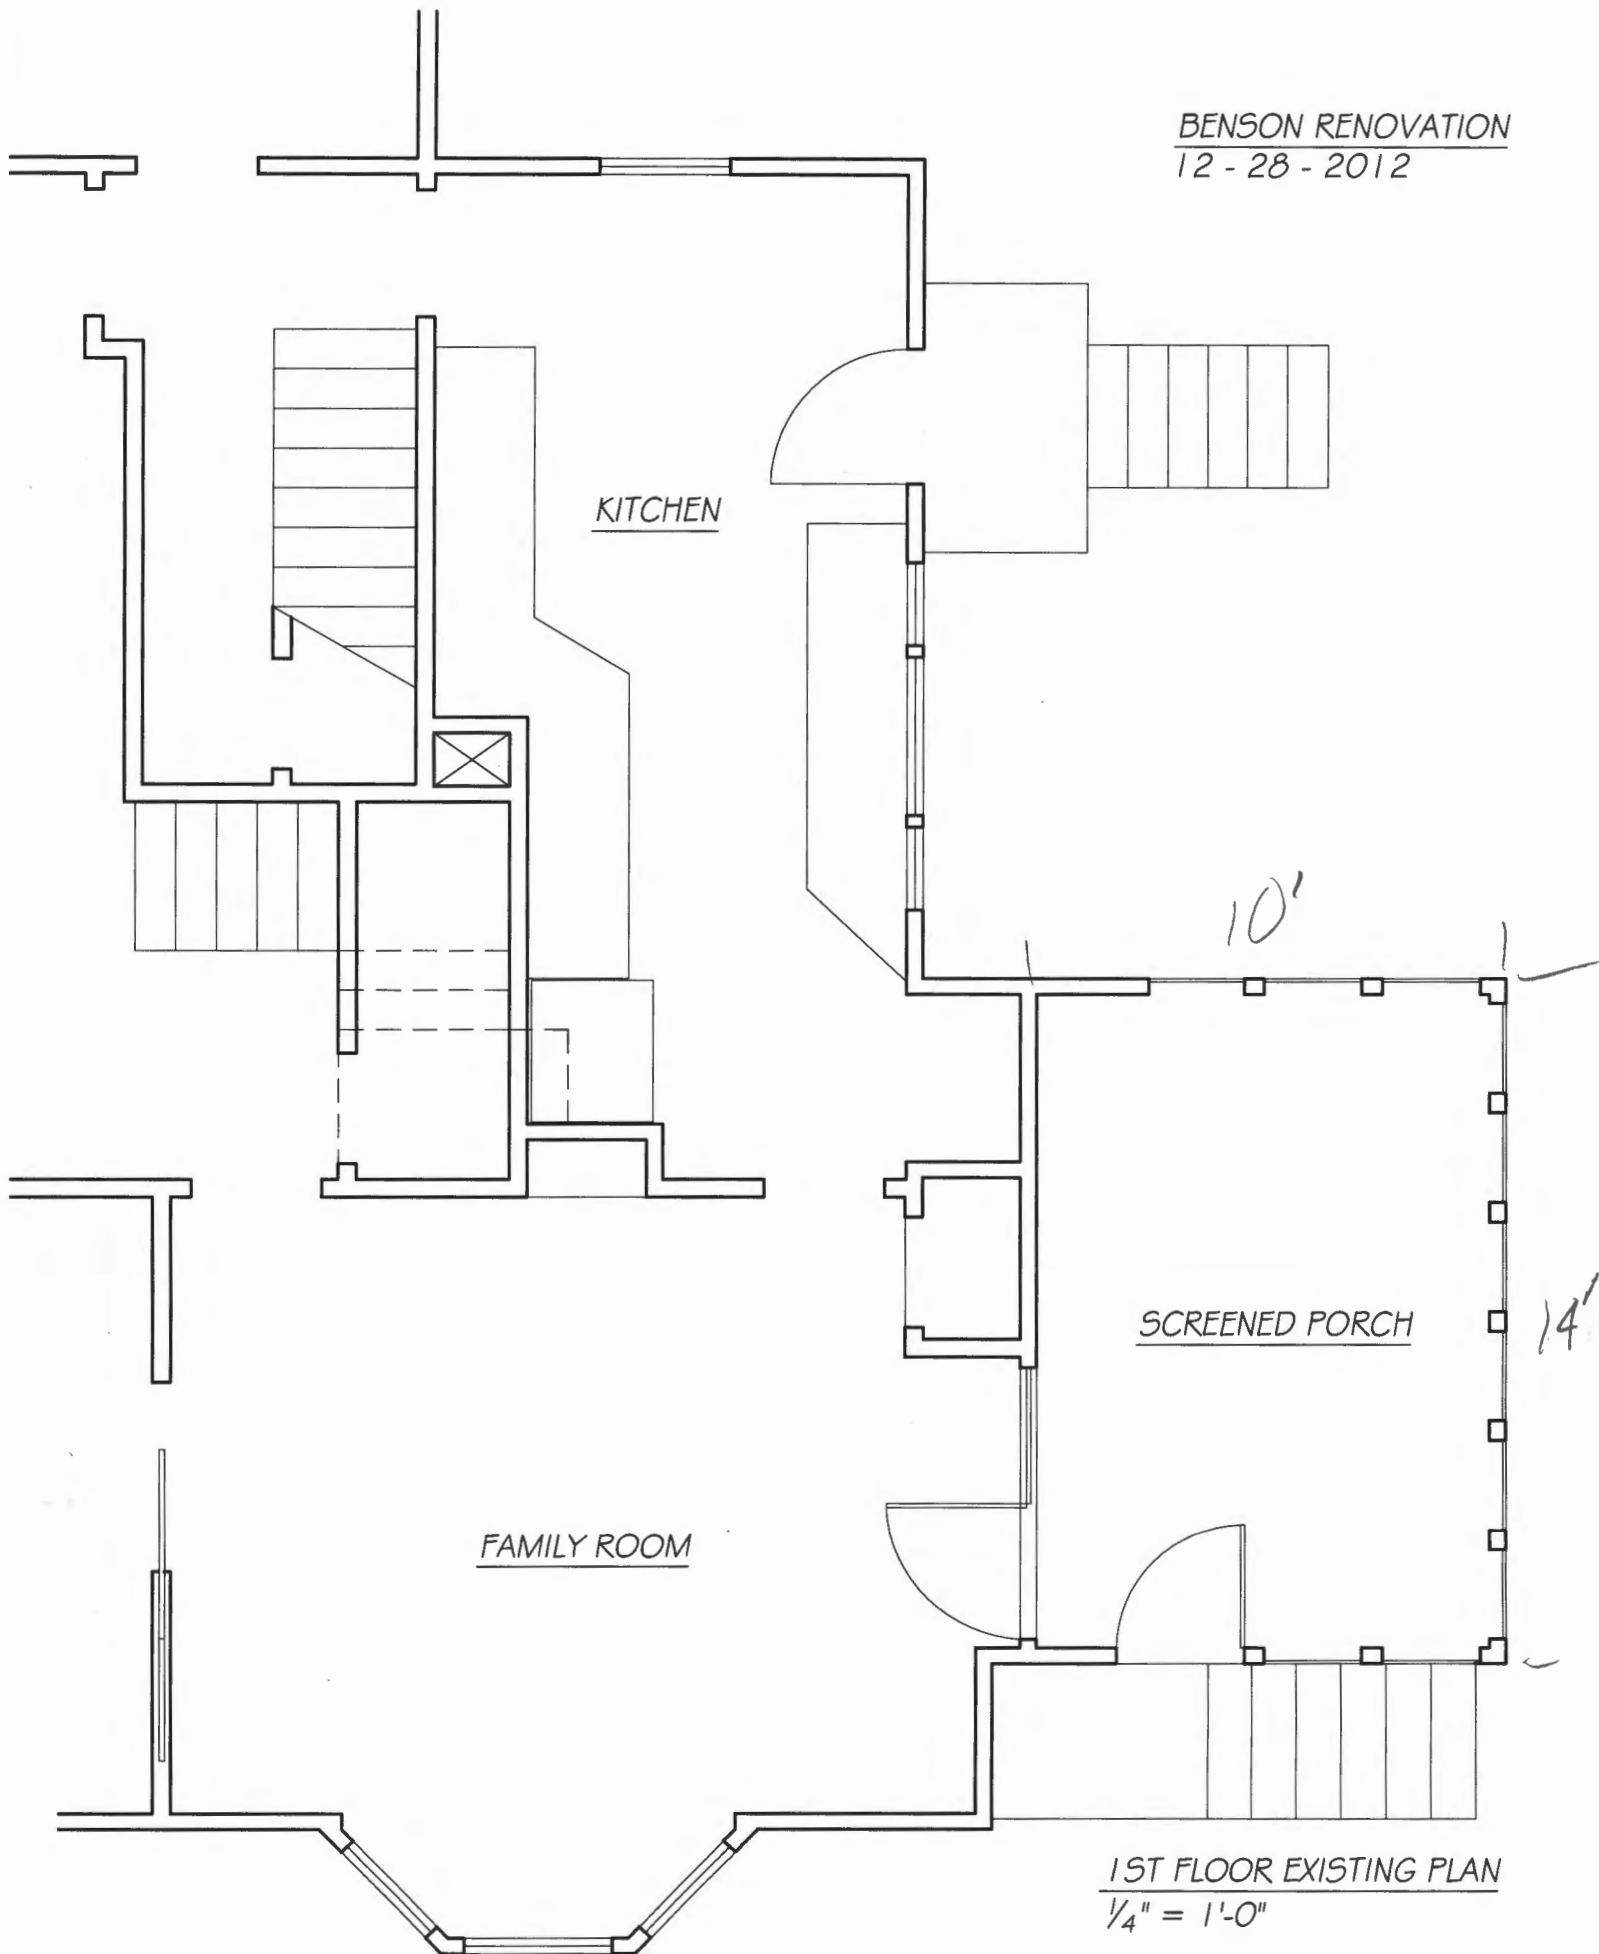 BENSON RENOVATION
12 - 28 - 2012
KITCHEN
10'
SCREENED PORCH
14'
FAMILY ROOM
1ST FLOOR EXISTING PLAN
1/4" = 1'-0"